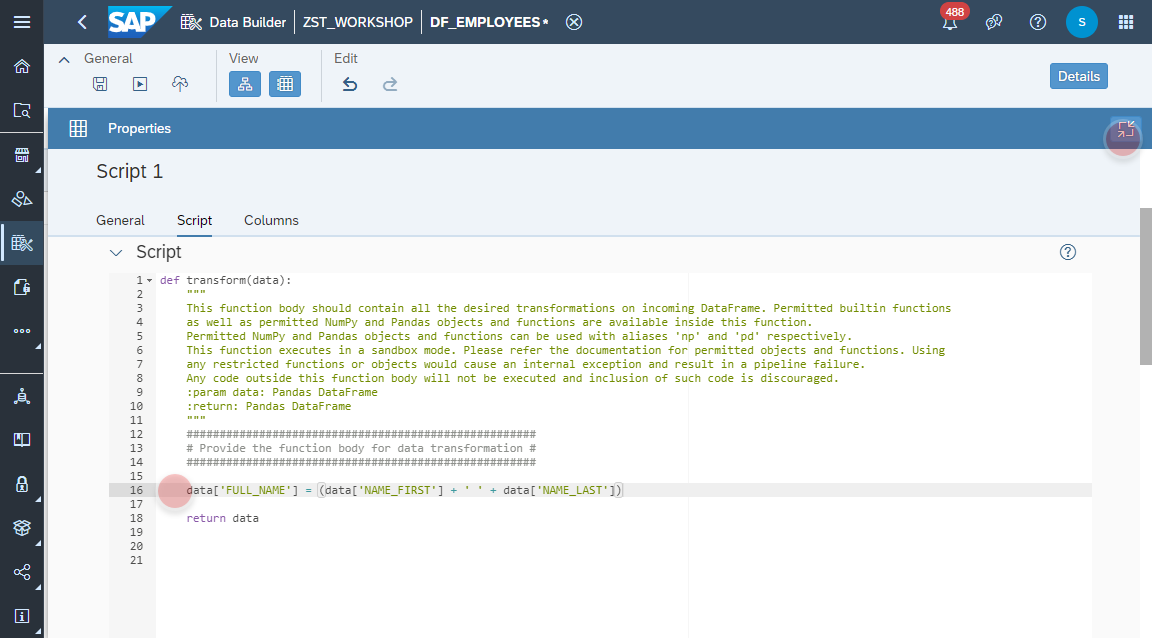 SAP Data Builder ZST_WORKSHOP DF_EMPLOYEES* 488 S
General View Edit
Details
Properties
Script 1
General Script Columns
Script
1 def transform(data):
2 """
3 This function body should contain all the desired transformations on incoming DataFrame. Permitted builtin functions
4 as well as permitted NumPy and Pandas objects and functions are available inside this function.
5 Permitted NumPy and Pandas objects and functions can be used with aliases 'np' and 'pd' respectively.
6 This function executes in a sandbox mode. Please refer the documentation for permitted objects and functions. Using
7 any restricted functions or objects would cause an internal exception and result in a pipeline failure.
8 Any code outside this function body will not be executed and inclusion of such code is discouraged.
9 :param data: Pandas DataFrame
10 :return: Pandas DataFrame
11 """
12 #####################################################
13 # Provide the function body for data transformation #
14 #####################################################
15
16 data['FULL_NAME'] = (data['NAME_FIRST'] + ' ' + data['NAME_LAST'])
17
18 return data
19
20
21